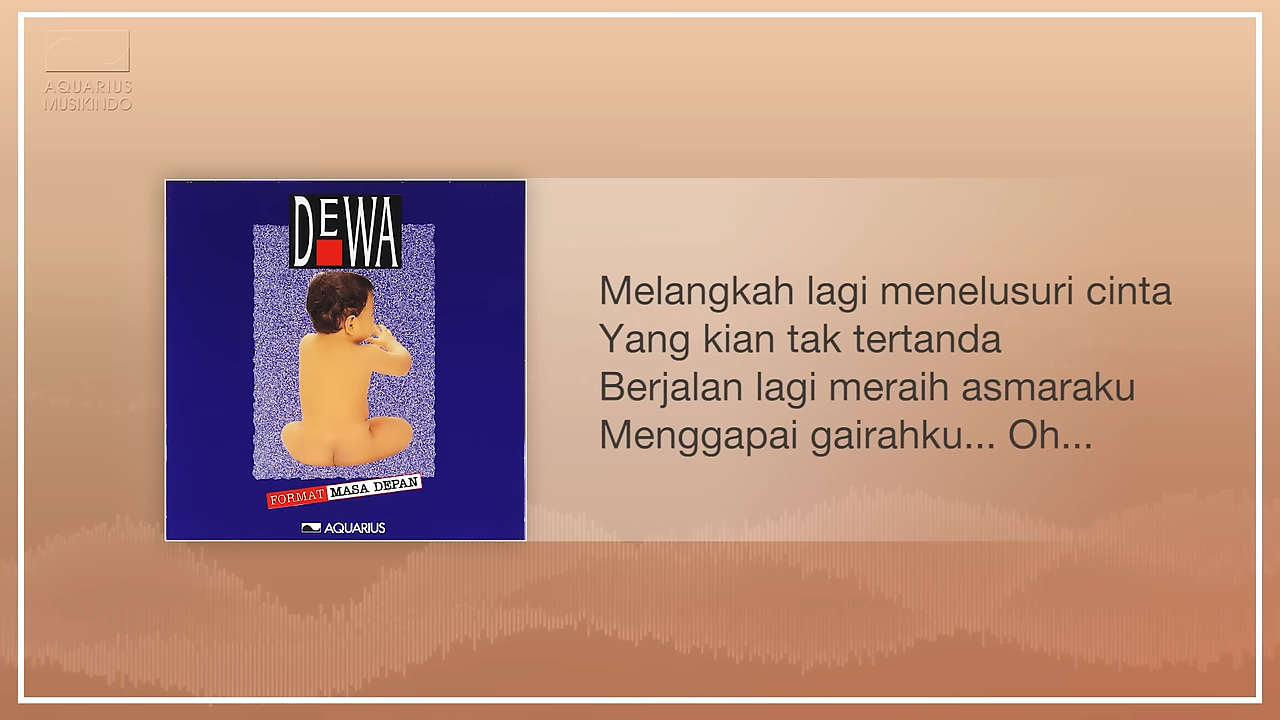 AQUARIUS
MUSIKINDO
DEWA
FORMAT MASA DEPAN
AQUARIUS
Melangkah lagi menelusuri cinta
Yang kian tak tertanda
Berjalan lagi meraih asmaraku
Menggapai gairahku... Oh...